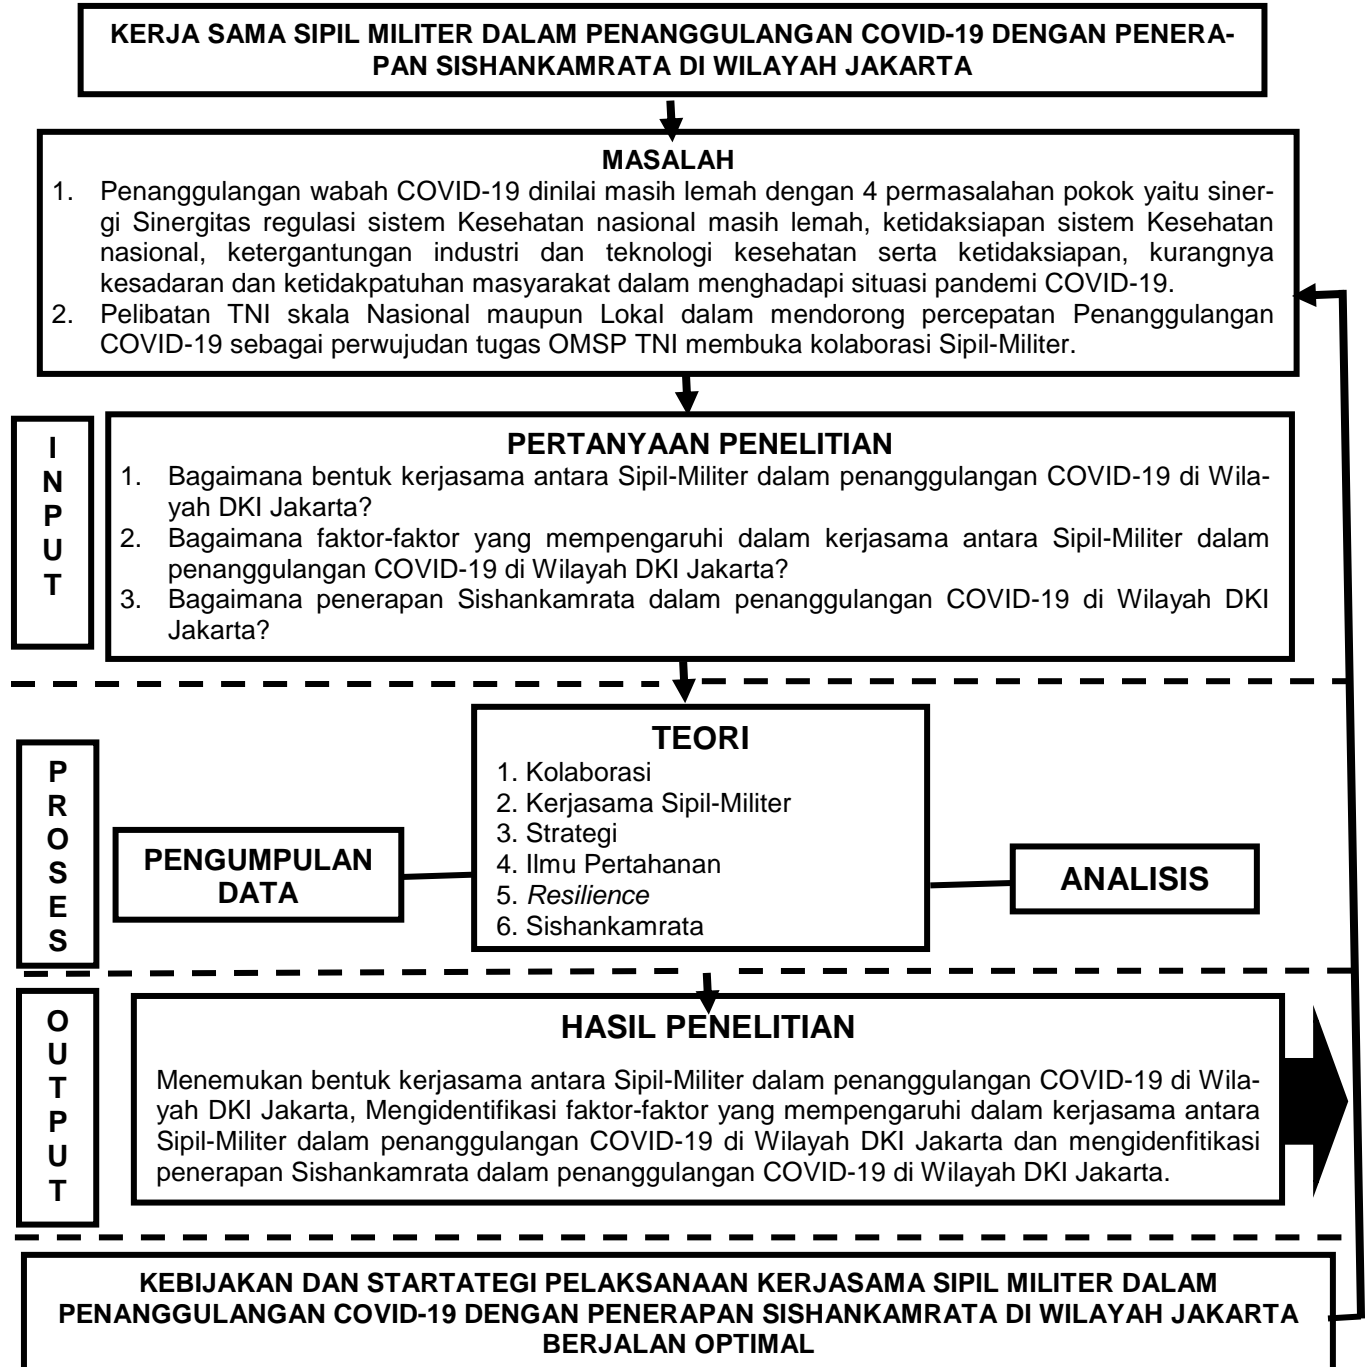 KERJA SAMA SIPIL MILITER DALAM PENANGGULANGAN COVID-19 DENGAN PENERA-
PAN SISHANKAMRATA DI WILAYAH JAKARTA
MASALAH
1. Penanggulangan wabah COVID-19 dinilai masih lemah dengan 4 permasalahan pokok yaitu siner-
gi Sinergitas regulasi sistem Kesehatan nasional masih lemah, ketidaksiapan sistem Kesehatan
nasional, ketergantungan industri dan teknologi kesehatan serta ketidaksiapan, kurangnya
kesadaran dan ketidakpatuhan masyarakat dalam menghadapi situasi pandemi COVID-19.
2. Pelibatan TNI skala Nasional maupun Lokal dalam mendorong percepatan Penanggulangan
COVID-19 sebagai perwujudan tugas OMSP TNI membuka kolaborasi Sipil-Militer.
I
N
P
U
T
PERTANYAAN PENELITIAN
1. Bagaimana bentuk kerjasama antara Sipil-Militer dalam penanggulangan COVID-19 di Wila-
yah DKI Jakarta?
2. Bagaimana faktor-faktor yang mempengaruhi dalam kerjasama antara Sipil-Militer dalam
penanggulangan COVID-19 di Wilayah DKI Jakarta?
3. Bagaimana penerapan Sishankamrata dalam penanggulangan COVID-19 di Wilayah DKI
Jakarta?
P
R
O
S
E
S
PENGUMPULAN
DATA
TEORI
1. Kolaborasi
2. Kerjasama Sipil-Militer
3. Strategi
4. Ilmu Pertahanan
5. Resilience
6. Sishankamrata
ANALISIS
O
U
T
P
U
T
HASIL PENELITIAN
Menemukan bentuk kerjasama antara Sipil-Militer dalam penanggulangan COVID-19 di Wila-
yah DKI Jakarta, Mengidentifikasi faktor-faktor yang mempengaruhi dalam kerjasama antara
Sipil-Militer dalam penanggulangan COVID-19 di Wilayah DKI Jakarta dan mengidenfitikasi
penerapan Sishankamrata dalam penanggulangan COVID-19 di Wilayah DKI Jakarta.
KEBIJAKAN DAN STARTATEGI PELAKSANAAN KERJASAMA SIPIL MILITER DALAM
PENANGGULANGAN COVID-19 DENGAN PENERAPAN SISHANKAMRATA DI WILAYAH JAKARTA
BERJALAN OPTIMAL